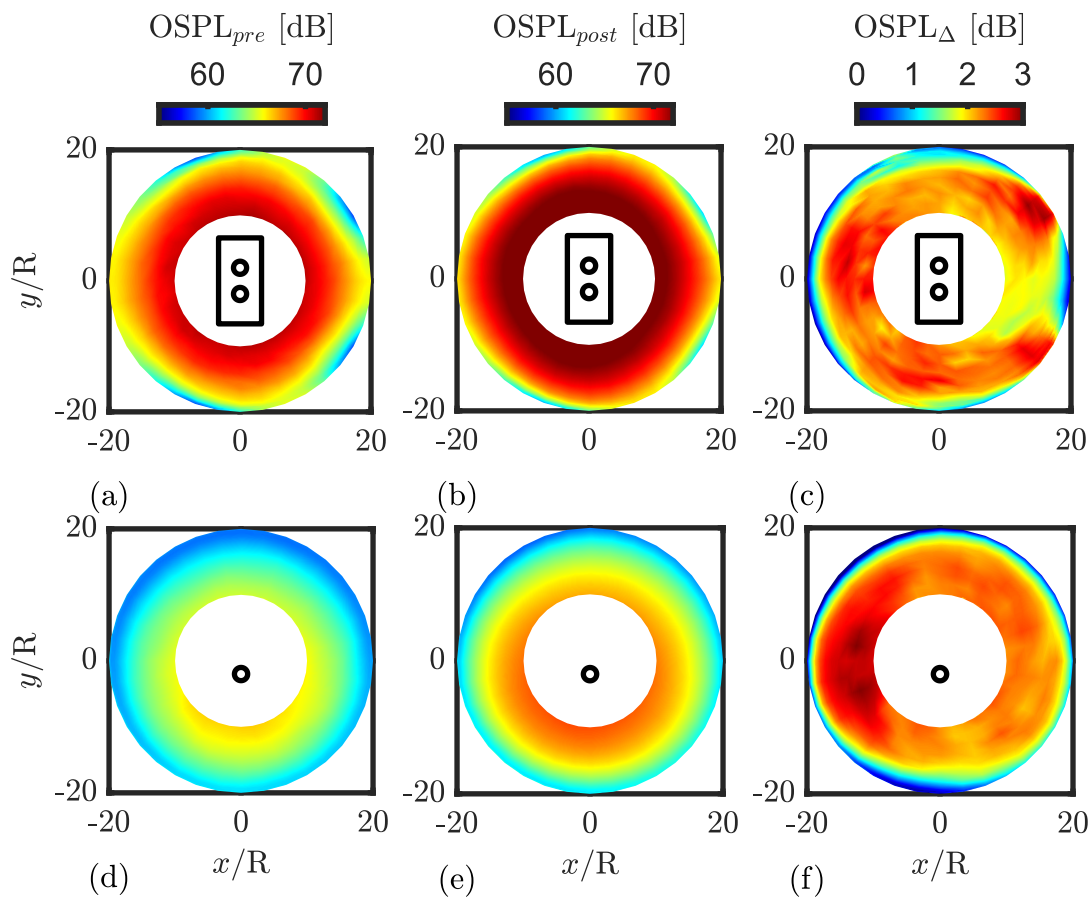 OSPL_pre [dB] OSPL_post [dB] OSPL_Δ [dB]
60 70 60 70 0 1 2 3
20 20 20
y/R
0 0 0
-20 -20 -20
-20 0 20 -20 0 20 -20 0 20
(a) (b) (c)
20 20 20
y/R
0 0 0
-20 -20 -20
-20 0 20 -20 0 20 -20 0 20
x/R x/R x/R
(d) (e) (f)